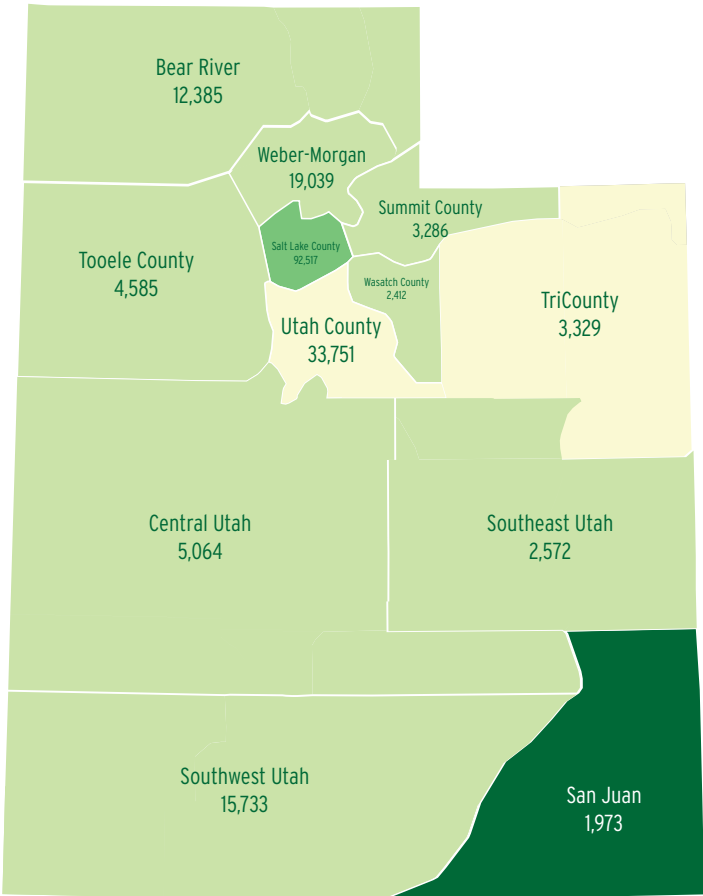 Bear River
12,385
Weber-Morgan
19,039
Summit County
3,286
Salt Lake County
92,517
Tooele County
4,585
Wasatch County
2,412
TriCounty
3,329
Utah County
33,751
Central Utah
5,064
Southeast Utah
2,572
Southwest Utah
15,733
San Juan
1,973